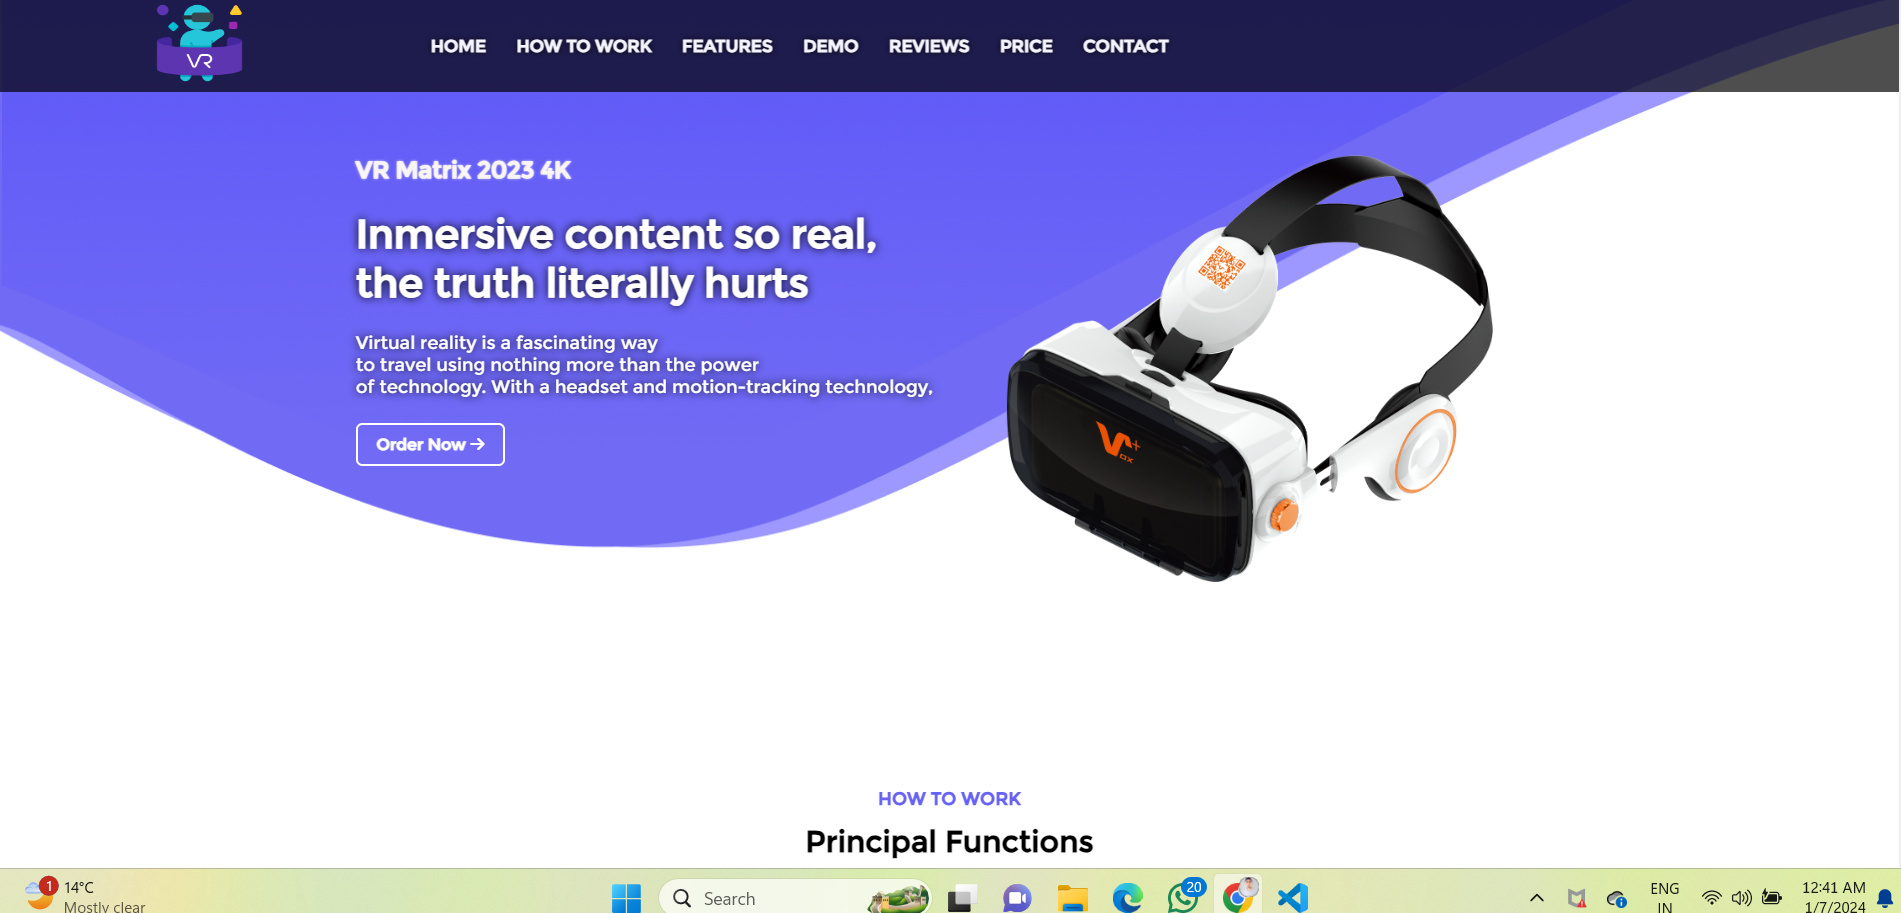 VR
HOME HOW TO WORK FEATURES DEMO REVIEWS PRICE CONTACT
VR Matrix 2023 4K
Inmersive content so real,
the truth literally hurts
Virtual reality is a fascinating way
to travel using nothing more than the power
of technology. With a headset and motion-tracking technology,
Order Now →
V+
OX
HOW TO WORK
Principal Functions
1
14°C
Mostly clear
Search
20
ENG
IN
12:41 AM
1/7/2024